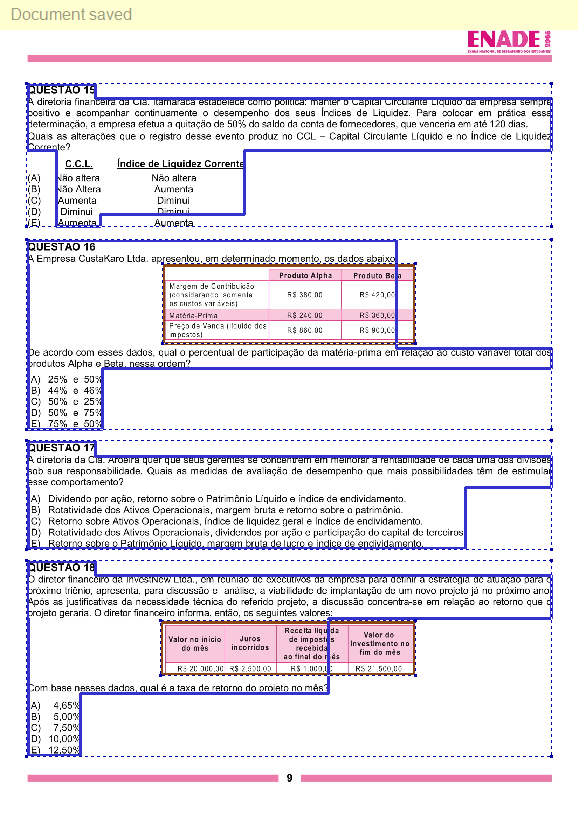 Document saved
ENADE 2006
EXAME NACIONAL DE DESEMPENHO DOS ESTUDANTES
QUESTÃO 15
A diretoria financeira da Cia. Itamaracá estabelece como política: manter o Capital Circulante Líquido da empresa sempre
positivo e acompanhar continuamente o desempenho dos seus Índices de Liquidez. Para colocar em prática essa
determinação, a empresa efetua a quitação de 50% do saldo da conta de fornecedores, que venceria em até 120 dias.
Quais as alterações que o registro desse evento produz no CCL – Capital Circulante Líquido e no Índice de Liquidez
Corrente?
C.C.L. Índice de Liquidez Corrente
(A) Não altera Não altera
(B) Não Altera Aumenta
(C) Aumenta Diminui
(D) Diminui Diminui
(E) Aumenta Aumenta
QUESTÃO 16
A Empresa CustaKaro Ltda. apresentou, em determinado momento, os dados abaixo.
Produto Alpha Produto Beta
Margem de Contribuição
(considerando somente
os custos variáveis) R$ 380,00 R$ 420,00
Matéria-Prima R$ 240,00 R$ 360,00
Preço de Venda (líquido dos
impostos) R$ 860,00 R$ 900,00
De acordo com esses dados, qual o percentual de participação da matéria-prima em relação ao custo variável total dos
produtos Alpha e Beta, nessa ordem?
A) 25% e 50%
B) 44% e 46%
C) 50% e 25%
D) 50% e 75%
E) 75% e 50%
QUESTÃO 17
A diretoria da Cia. Aroeira quer que seus gerentes se concentrem em melhorar a rentabilidade de cada uma das divisões
sob sua responsabilidade. Quais as medidas de avaliação de desempenho que mais possibilidades têm de estimular
esse comportamento?
A) Dividendo por ação, retorno sobre o Patrimônio Líquido e índice de endividamento.
B) Rotatividade dos Ativos Operacionais, margem bruta e retorno sobre o patrimônio.
C) Retorno sobre Ativos Operacionais, índice de liquidez geral e índice de endividamento.
D) Rotatividade dos Ativos Operacionais, dividendos por ação e participação do capital de terceiros.
E) Retorno sobre o Patrimônio Líquido, margem bruta de lucro e índice de endividamento.
QUESTÃO 18
O diretor financeiro da InvestNew Ltda., em reunião de executivos da empresa para definir a estratégia de atuação para o
próximo triênio, apresenta, para discussão e análise, a viabilidade de implantação de um novo projeto já no próximo ano.
Após as justificativas da necessidade técnica do referido projeto, a discussão concentra-se em relação ao retorno que o
projeto geraria. O diretor financeiro informa, então, os seguintes valores:
Valor no início
do mês Juros
incorridos Receita líquida
de impostos
recebida
ao final do mês Valor do
Investimento no
fim do mês
R$ 20.000,00 R$ 2.500,00 R$ 1.000,00 R$ 21.500,00
Com base nesses dados, qual é a taxa de retorno do projeto no mês?
A) 4,65%
B) 5,00%
C) 7,50%
D) 10,00%
E) 12,50%
9